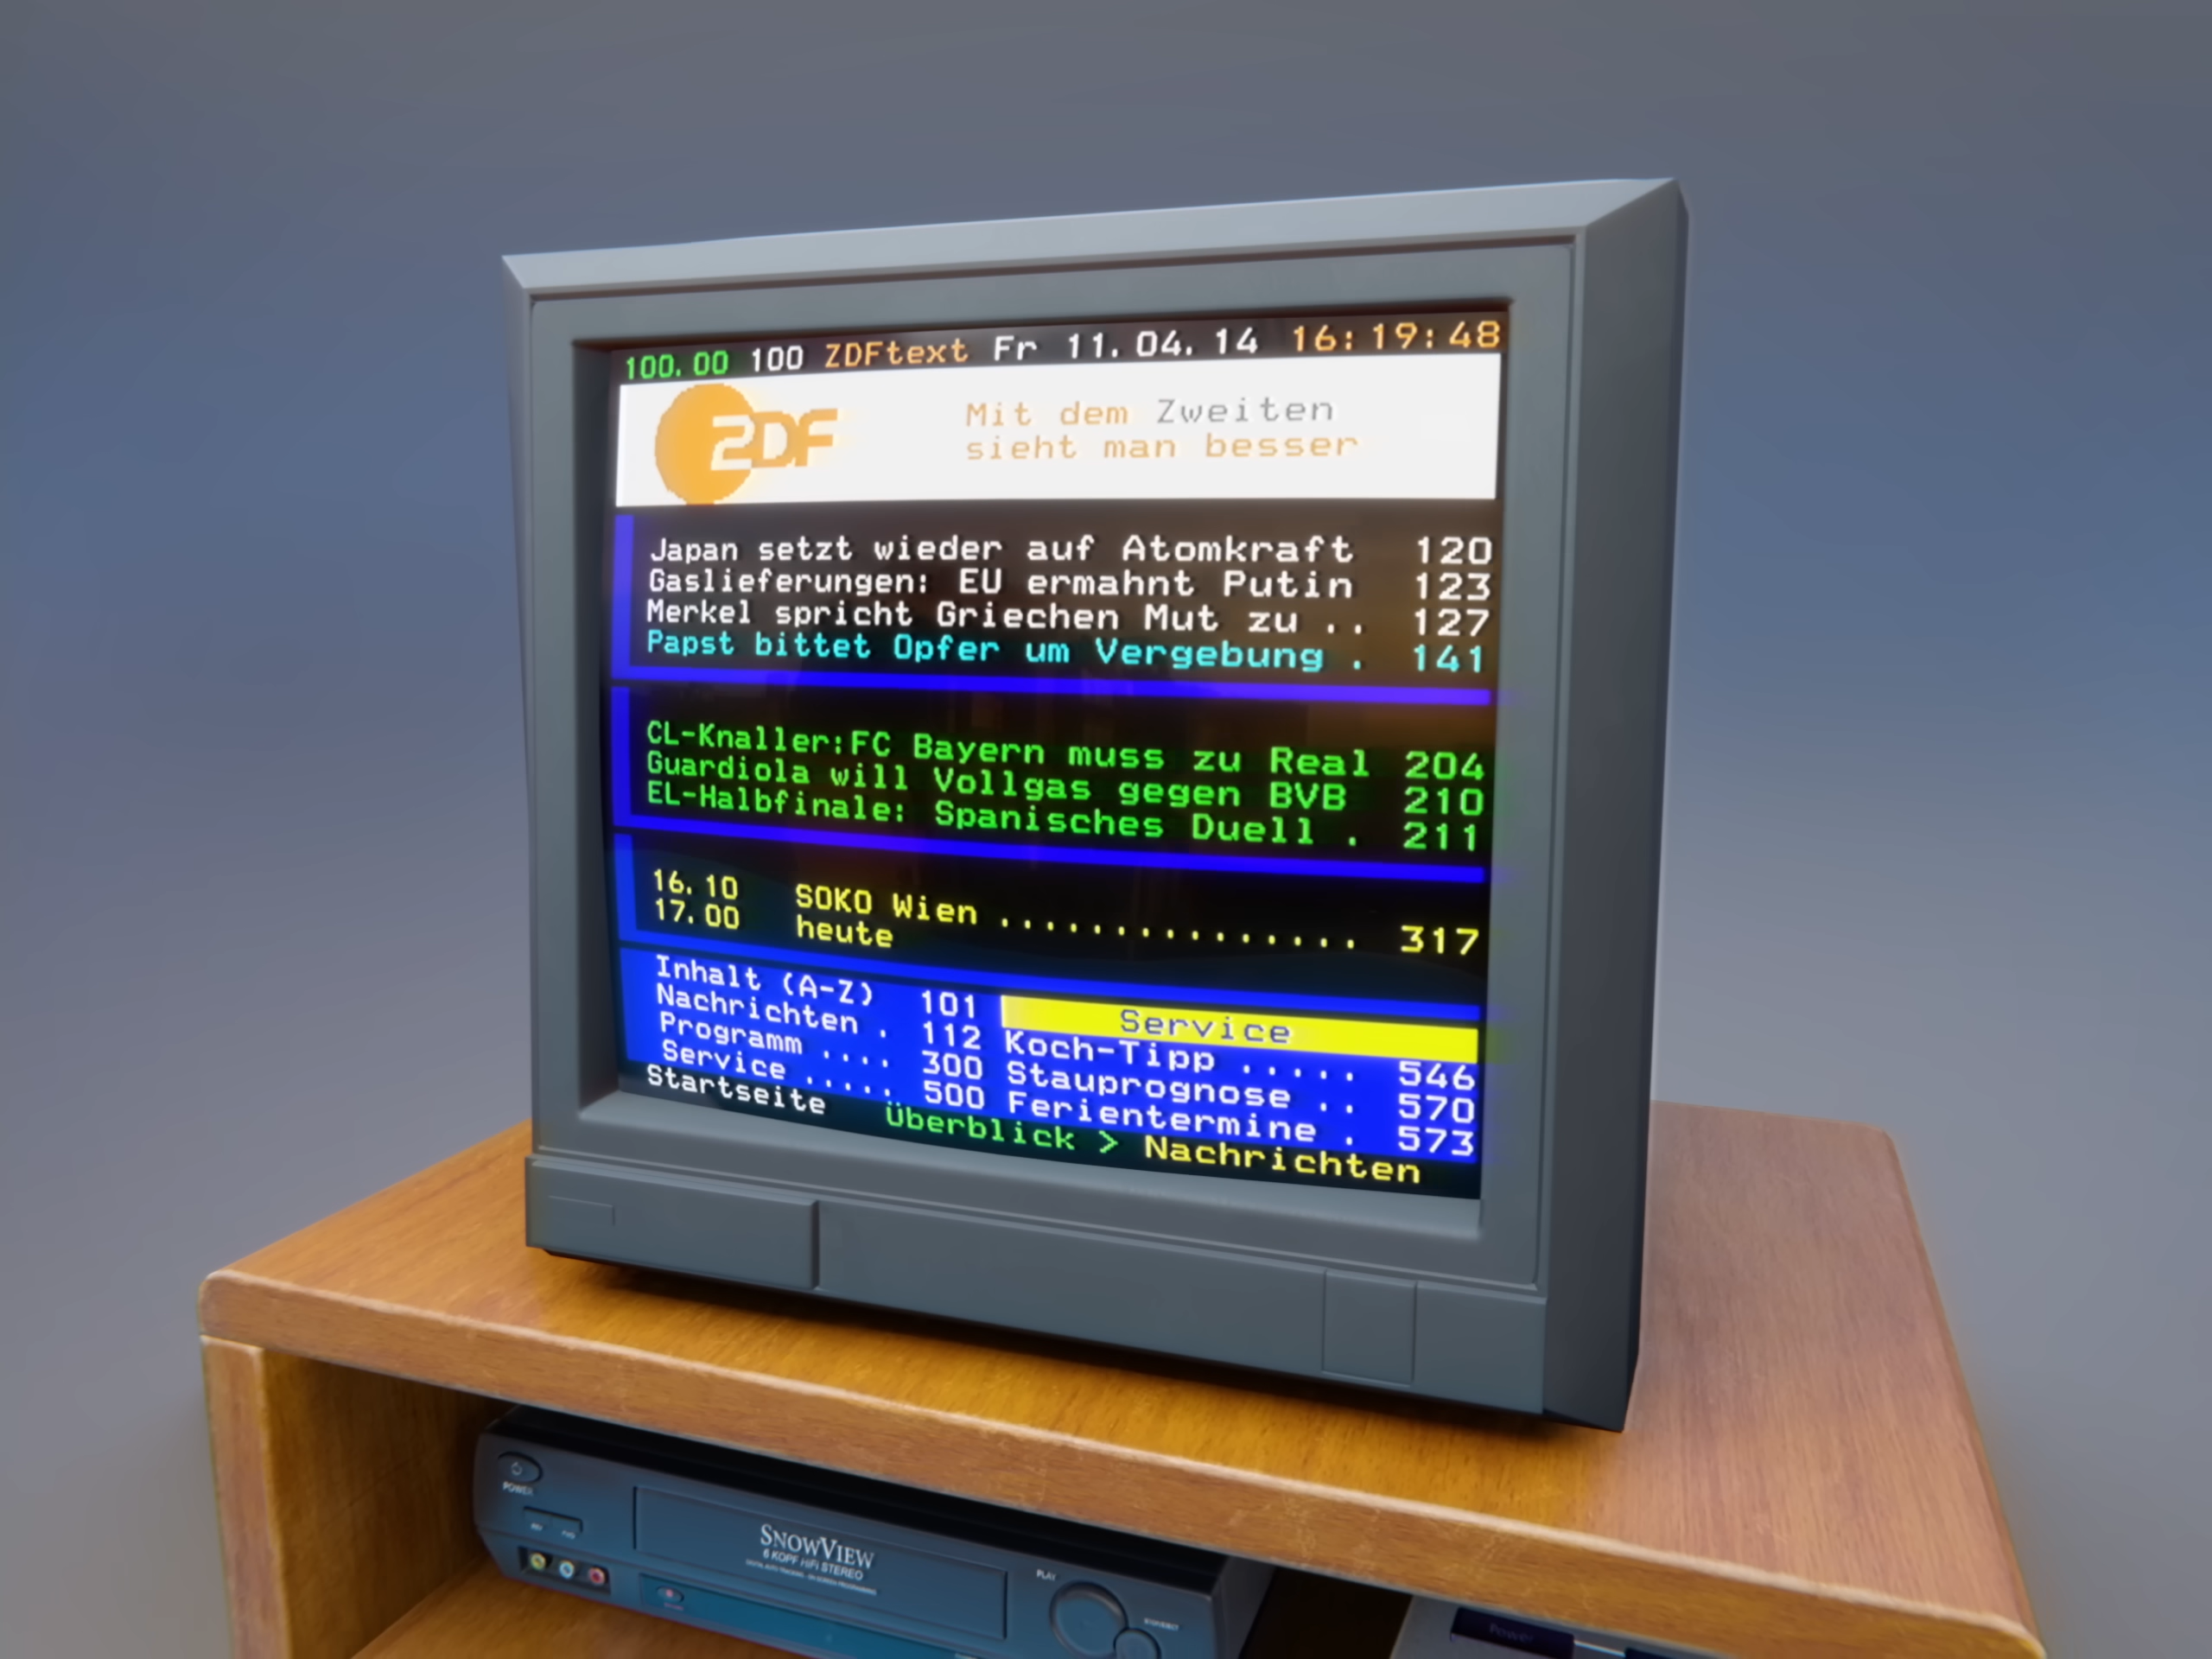 100.00 100 ZDFtext Fr 11.04.14 16:19:48
ZDF
Mit dem Zweiten
sieht man besser
Japan setzt wieder auf Atomkraft 120
Gaslieferungen: EU ermahnt Putin 123
Merkel spricht Griechen Mut zu .. 127
Papst bittet Opfer um Vergebung . 141
CL-Knaller:FC Bayern muss zu Real 204
Guardiola will Vollgas gegen BVB 210
EL-Halbfinale: Spanisches Duell . 211
16.10 SOKO Wien ............... 317
17.00 heute
Inhalt (A-Z) 101 Service
Nachrichten . 112 Koch-Tipp ..... 546
Programm .... 300 Stauprognose .. 570
Service ..... 500 Ferientermine . 573
Startseite Überblick > Nachrichten
POWER
SNOWVIEW
6 KOPF HiFi STEREO
PLAY
Power